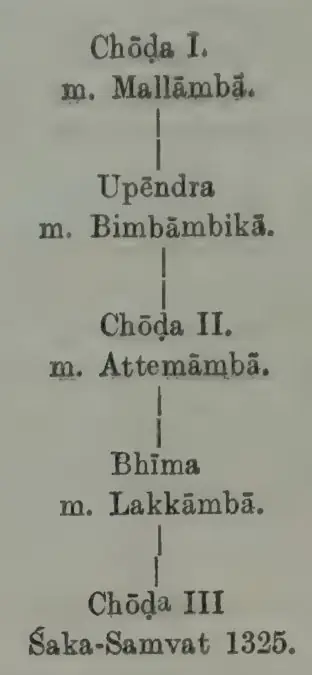 Chōḍa I.
m. Mallāmbā.
Upēndra
m. Bimbāmbikā.
Chōḍa II.
m. Attemāmbā.
Bhīma
m. Lakkāmbā.
Chōḍa III
Śaka-Samvat 1325.